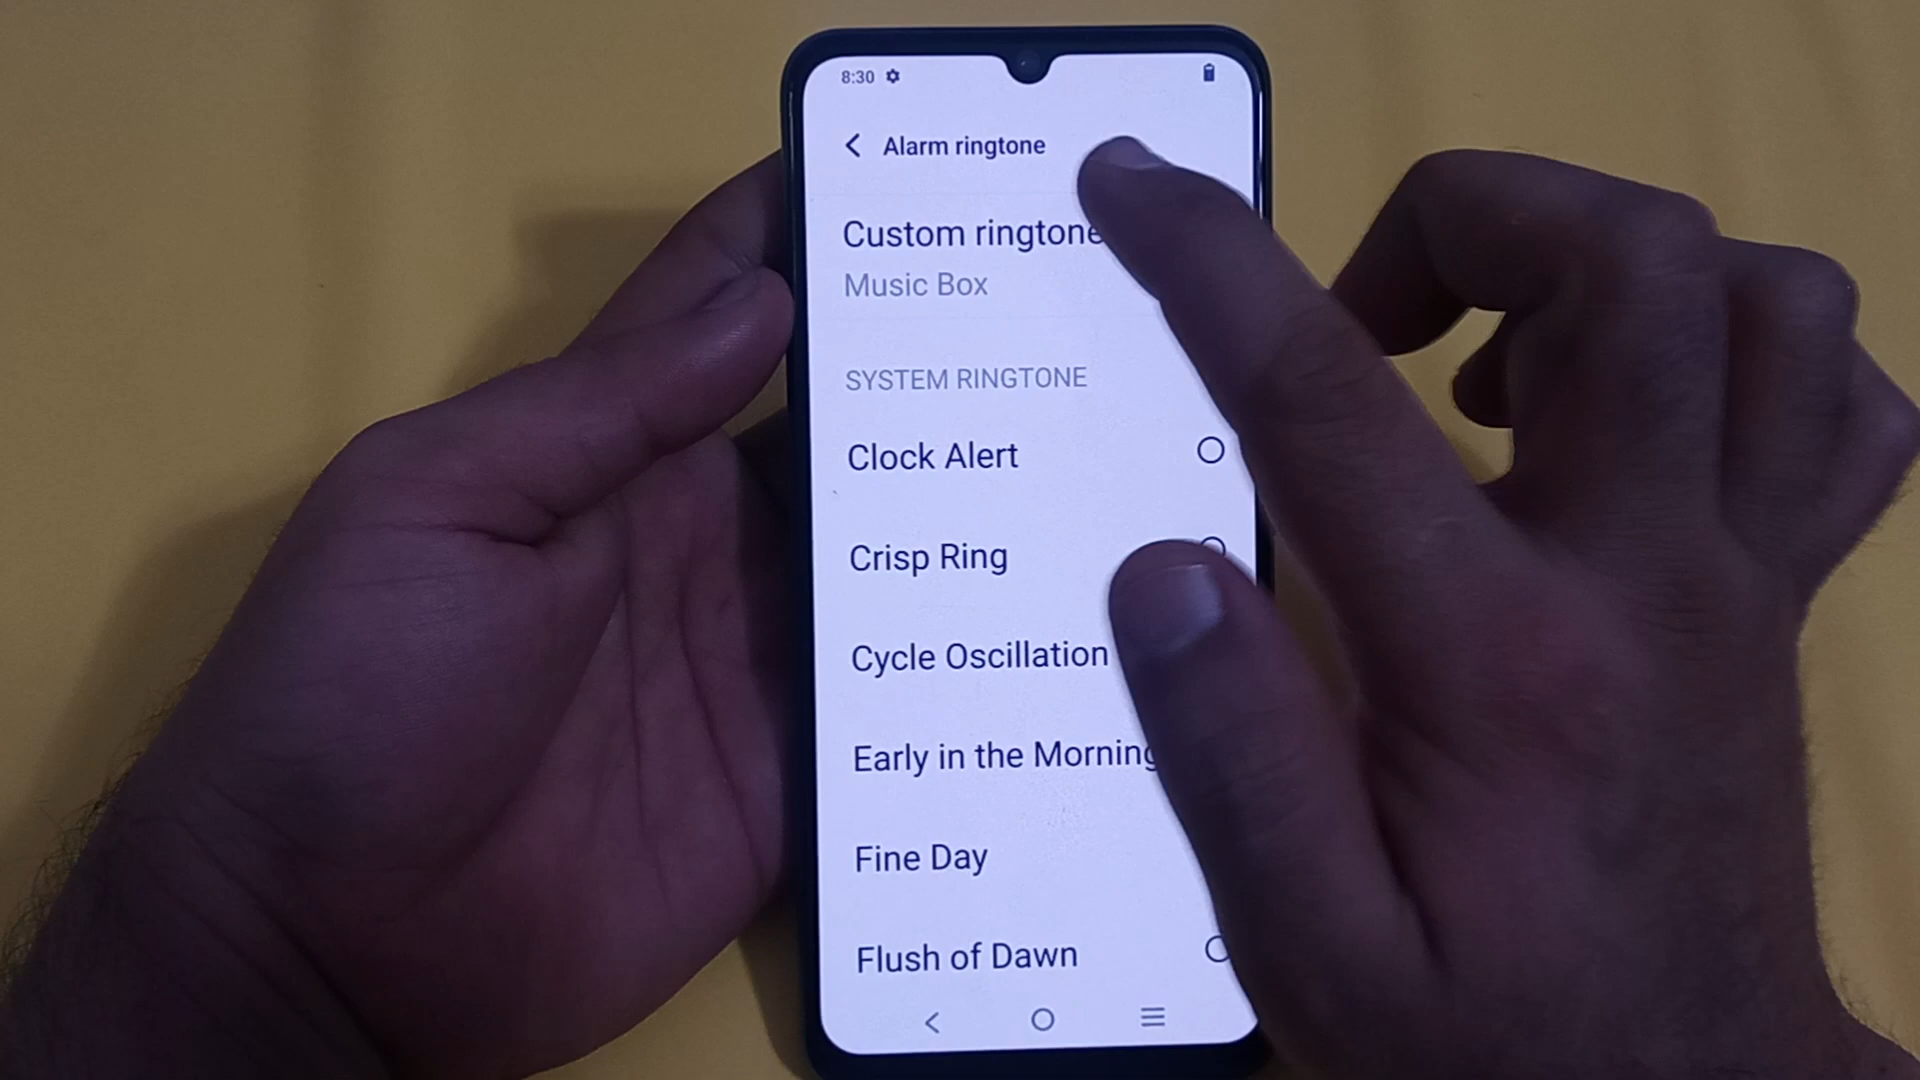 8:30
Alarm ringtone
Custom ringtone
Music Box
SYSTEM RINGTONE
Clock Alert
Crisp Ring
Cycle Oscillation
Early in the Morning
Fine Day
Flush of Dawn